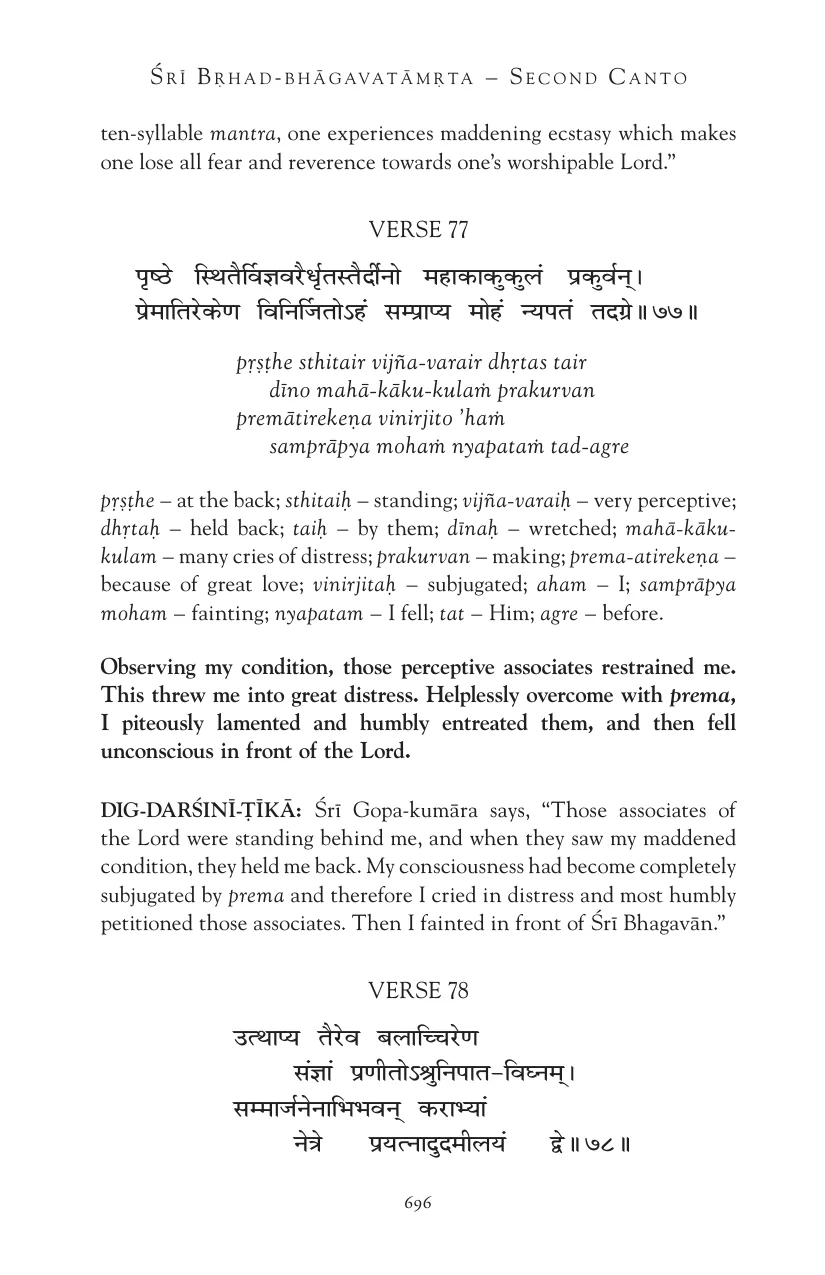 ŚRĪ BṚHAD-BHĀGAVATĀMṚTA – SECOND CANTO
ten-syllable mantra, one experiences maddening ecstasy which makes
one lose all fear and reverence towards one’s worshipable Lord.”
VERSE 77
पृष्ठे स्थितैर्विज्ञवरैर्धृतस्तैर्दीनो महाकाकुकुलं प्रकुर्वन्।
प्रेमातिरेकेण विनिर्जितोऽहं सम्प्राप्य मोहं न्यपतं तदग्रे॥७७॥
pṛṣṭhe sthitair vijña-varair dhṛtas tair
dīno mahā-kāku-kulaṁ prakurvan
premātirekeṇa vinirjito ’haṁ
samprāpya mohaṁ nyapataṁ tad-agre
pṛṣṭhe – at the back; sthitaiḥ – standing; vijña-varaiḥ – very perceptive;
dhṛtaḥ – held back; taiḥ – by them; dīnaḥ – wretched; mahā-kāku-
kulam – many cries of distress; prakurvan – making; prema-atirekeṇa –
because of great love; vinirjitaḥ – subjugated; aham – I; samprāpya
moham – fainting; nyapatam – I fell; tat – Him; agre – before.
Observing my condition, those perceptive associates restrained me.
This threw me into great distress. Helplessly overcome with prema,
I piteously lamented and humbly entreated them, and then fell
unconscious in front of the Lord.
DIG-DARŚINĪ-ṬĪKĀ: Śrī Gopa-kumāra says, “Those associates of
the Lord were standing behind me, and when they saw my maddened
condition, they held me back. My consciousness had become completely
subjugated by prema and therefore I cried in distress and most humbly
petitioned those associates. Then I fainted in front of Śrī Bhagavān.”
VERSE 78
उत्थाप्य तैरेव बलाच्चिरेण
संज्ञां प्रणीतोऽश्रुनिपात-विघ्नम्।
सम्मार्जनेनाभिभवन् कराभ्यां
नेत्रे प्रयत्नादुदमीलयं द्वे॥७८॥
696